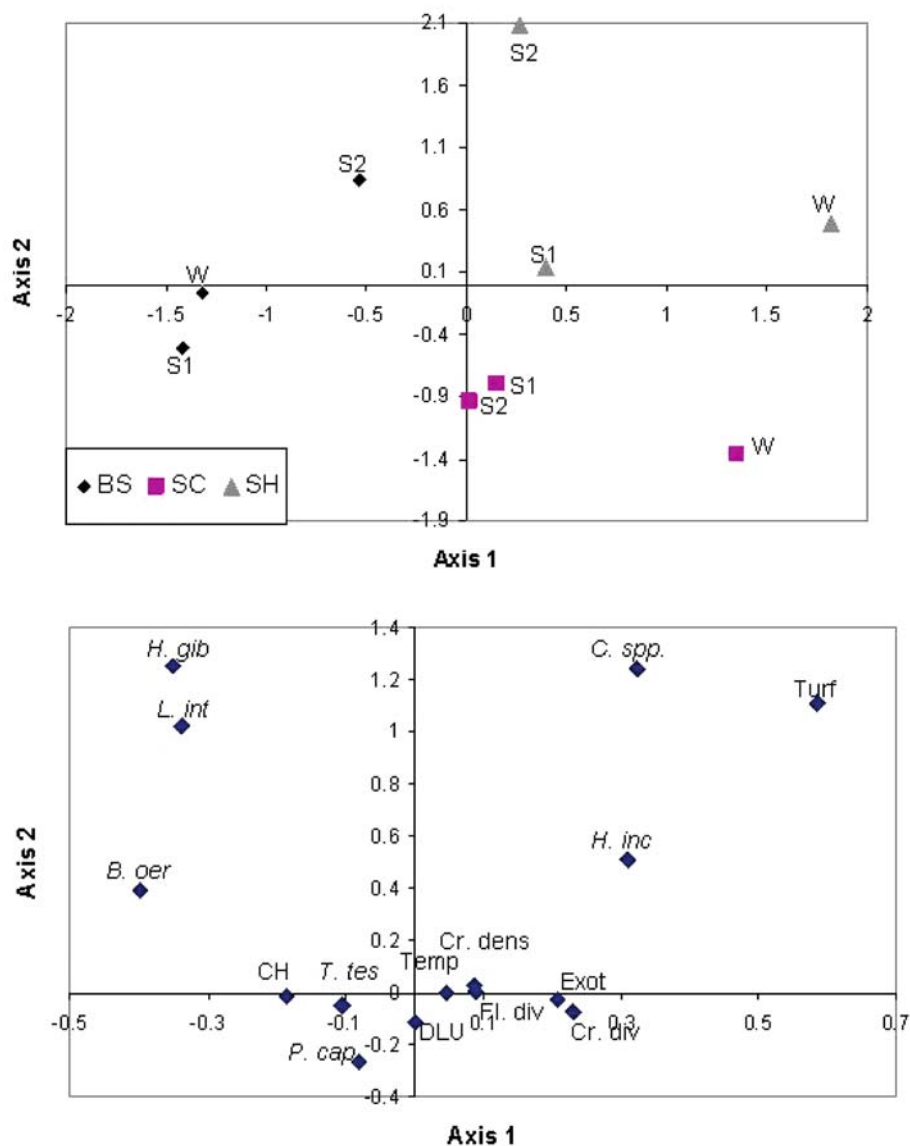 2.1
S2
1.6
1.1
S2
W
0.6
Axis 2
S1
W
0.1
-2 -1.5 -1 -0.5 0 0.5 1 1.5 2
-0.4
S1
S1
-0.9
S2
W
-1.4
BS SC SH
-1.9
Axis 1
1.4
H. gib
C. spp.
1.2
Turf
L. inf
1
0.8
Axis 2
0.6
H. inc
B. oer
0.4
0.2
Cr. dens
Temp
CH T. tes
Exot
0
-0.5 -0.3 -0.1 0.1 0.3 0.5 0.7
Fl. div
DLU
Cr. div
-0.2
P. cap
-0.4
Axis 1